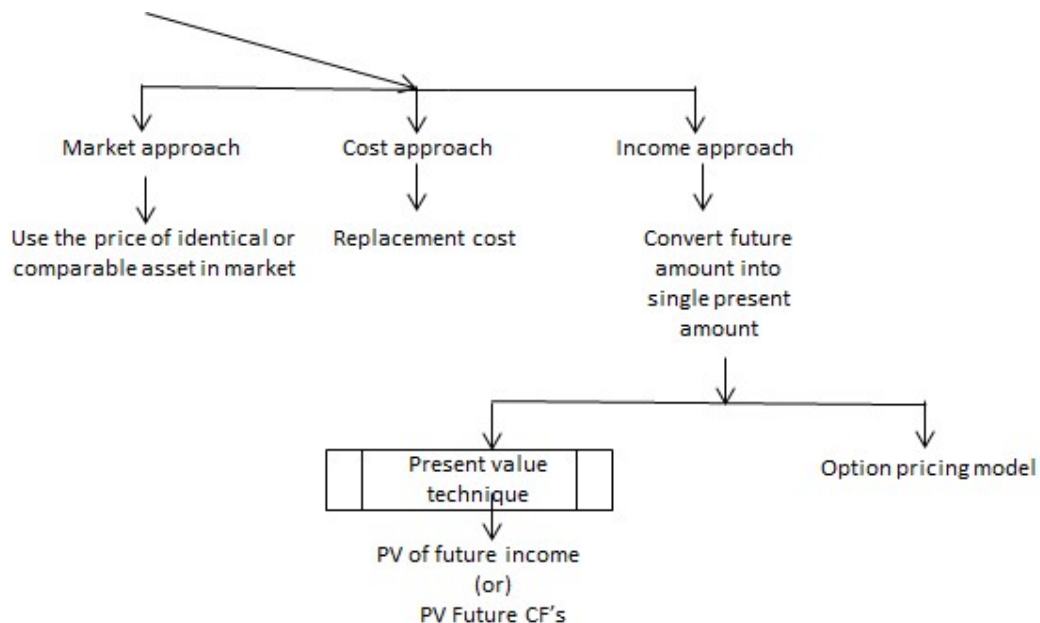 Market approach
Cost approach
Income approach
Use the price of identical or
comparable asset in market
Replacement cost
Convert future
amount into
single present
amount
Present value
technique
Option pricing model
PV of future income
(or)
PV Future CF's